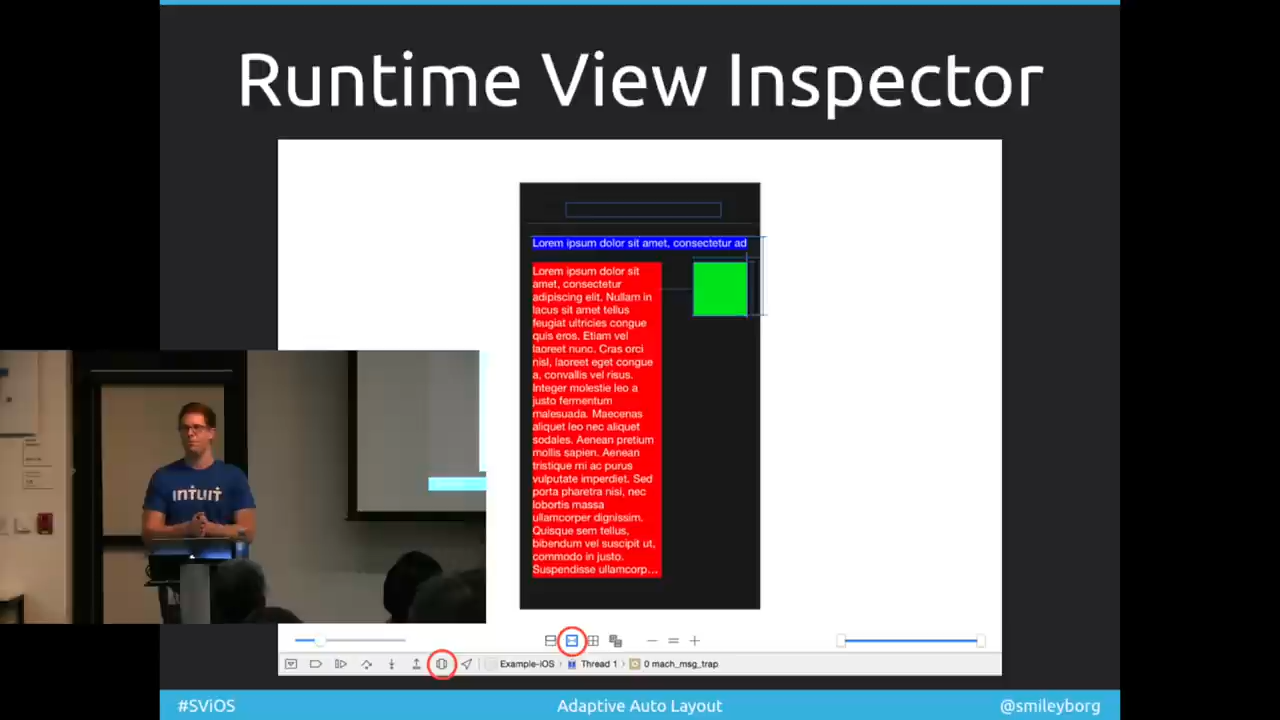 Runtime View Inspector
Lorem ipsum dolor sit amet, consectetur ad
Lorem ipsum dolor sit
amet, consectetur
adipiscing elit. Nullam in
lacus sit amet tellus
feugiat ultricies congue
quis eros. Etiam vel
laoreet nunc. Cras orci
nisl, laoreet eget congue
a, convallis vel risus.
Integer molestie leo a
justo fermentum
malesuada. Maecenas
aliquet leo nec aliquet
sodales. Aenean pretium
mollis sapien. Aenean
tristique mi ac purus
vulputate imperdiet. Sed
porta pharetra nisi, nec
lobortis massa
ullamcorper dignissim.
Quisque sem tellus,
bibendum vel suscipit ut,
commodo in justo.
Suspendisse ullamcorp...
INTUIT
Example-iOS
Thread 1
0 mach_msg_trap
#SViOS
Adaptive Auto Layout
@smileyborg